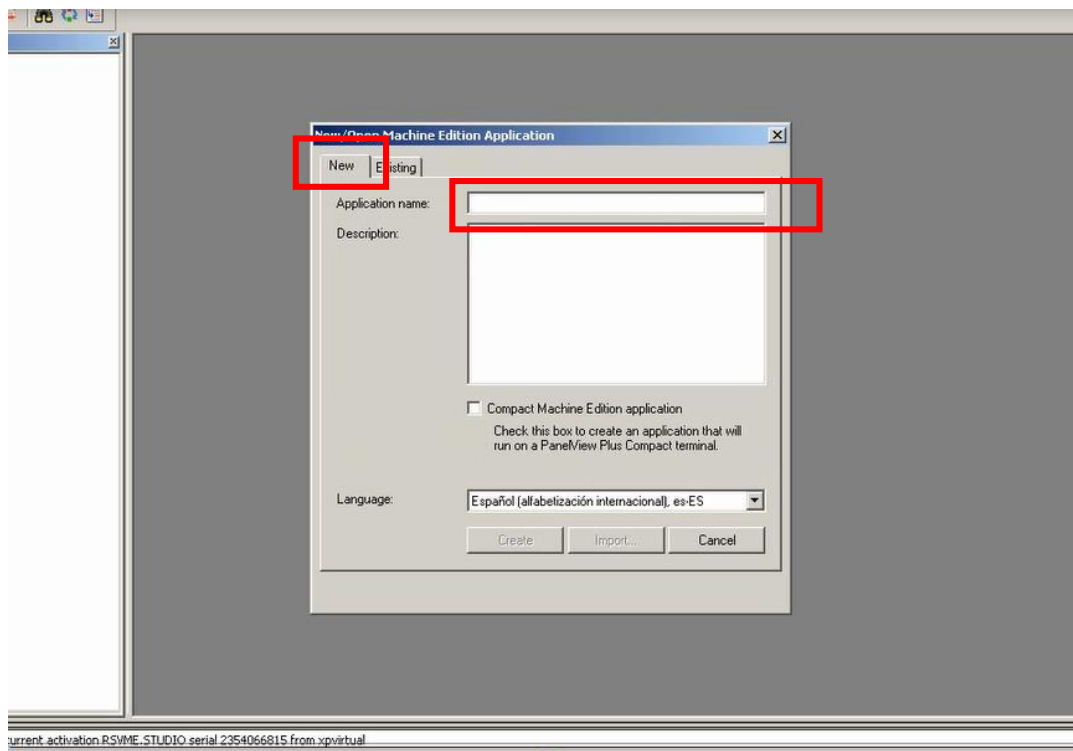 New/Open Machine Edition Application
New Existing
Application name:
Description:
Compact Machine Edition application
Check this box to create an application that will
run on a PanelView Plus Compact terminal.
Language: Español (alfabetización internacional), es-ES
Create Import... Cancel
current activation RSVME.STUDIO serial 2354066815 from xpvirtual